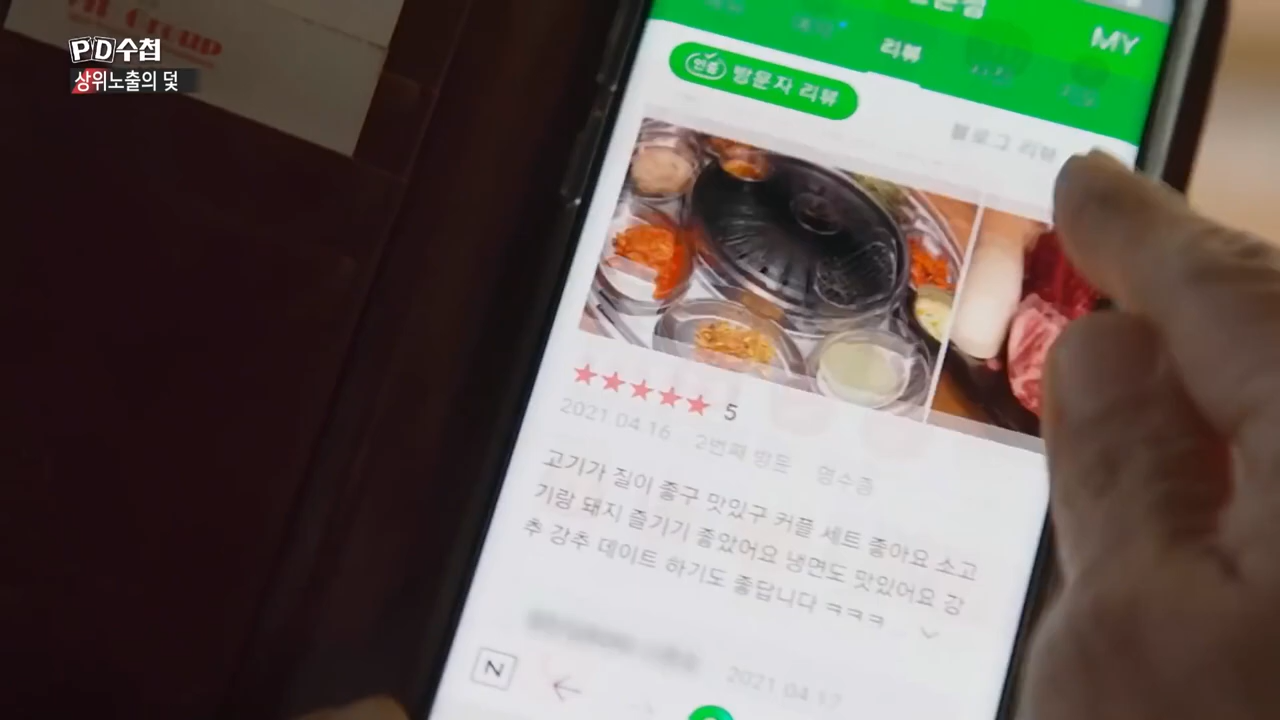 PD수첩
상위노출의 덫
MY
리뷰
방문자 리뷰
블로그 리뷰
★★★★★ 5
2021.04.16 2번째 방문 영수증
고기가 질이 좋구 맛있구 커플 세트 좋아요 소고
기랑 돼지 즐기기 좋았어요 냉면도 맛있어요 강
추 강추 데이트 하기도 좋답니다 ㅋㅋㅋ
2021.04.17
N